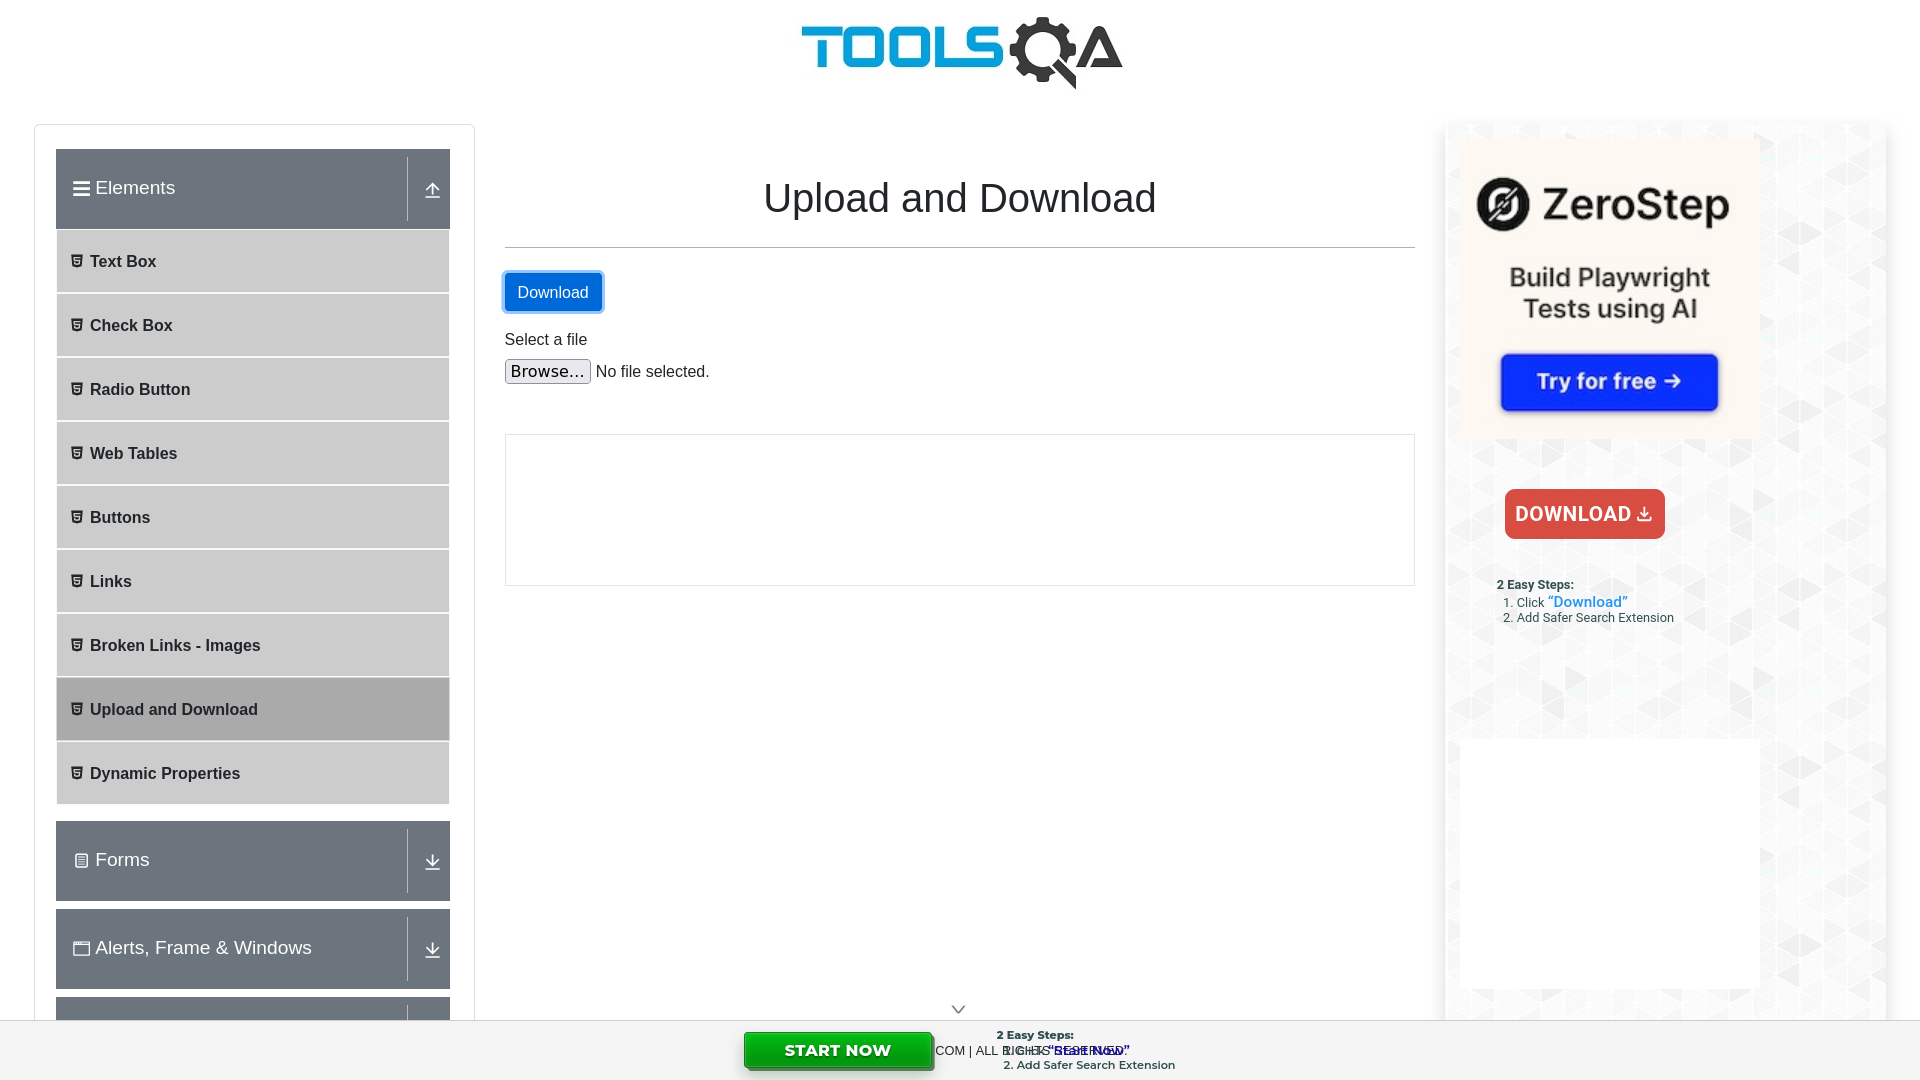 TOOLSQA
Elements
Text Box
Check Box
Radio Button
Web Tables
Buttons
Links
Broken Links - Images
Upload and Download
Dynamic Properties
Forms
Alerts, Frame & Windows
Upload and Download
Download
Select a file
Browse... No file selected.
ZeroStep
Build Playwright
Tests using AI
Try for free →
DOWNLOAD
2 Easy Steps:
1. Click “Download”
2. Add Safer Search Extension
START NOW
COM | ALL RIGHTS RESERVED.
2 Easy Steps:
1. Click “Start Now”
2. Add Safer Search Extension